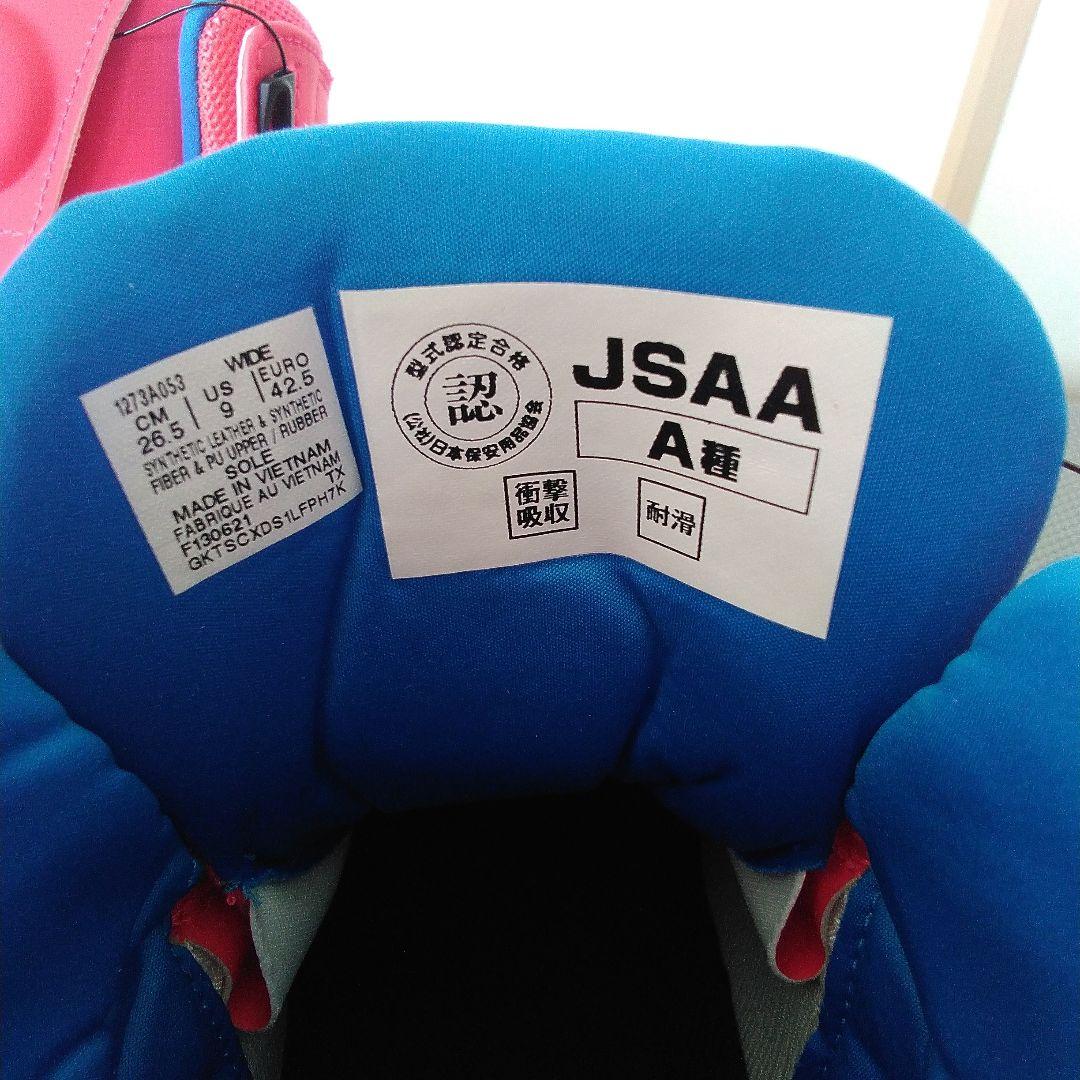 1273A053 WIDE
CM US EURO
26.5 9 42.5
SYNTHETIC LEATHER & SYNTHETIC
FIBER & PU UPPER / RUBBER
SOLE
MADE IN VIETNAM
FABRIQUE AU VIETNAM
F130621 TX
GKTSCXDS1LFPH7K
型式認定合格
認
(公社)日本保安用品協会
JSAA
A種
衝撃
吸収
耐滑